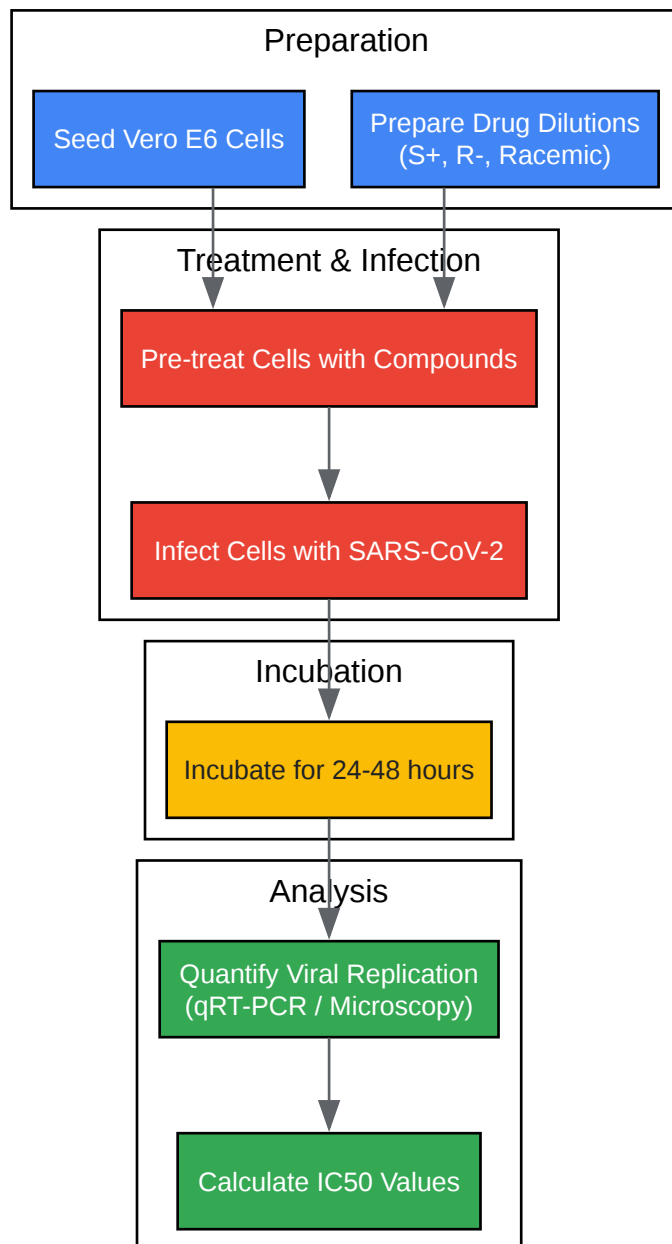 Preparation
Seed Vero E6 Cells
Prepare Drug Dilutions
(S+, R-, Racemic)
Treatment & Infection
Pre-treat Cells with Compounds
Infect Cells with SARS-CoV-2
Incubation
Incubate for 24-48 hours
Analysis
Quantify Viral Replication
(qRT-PCR / Microscopy)
Calculate IC50 Values